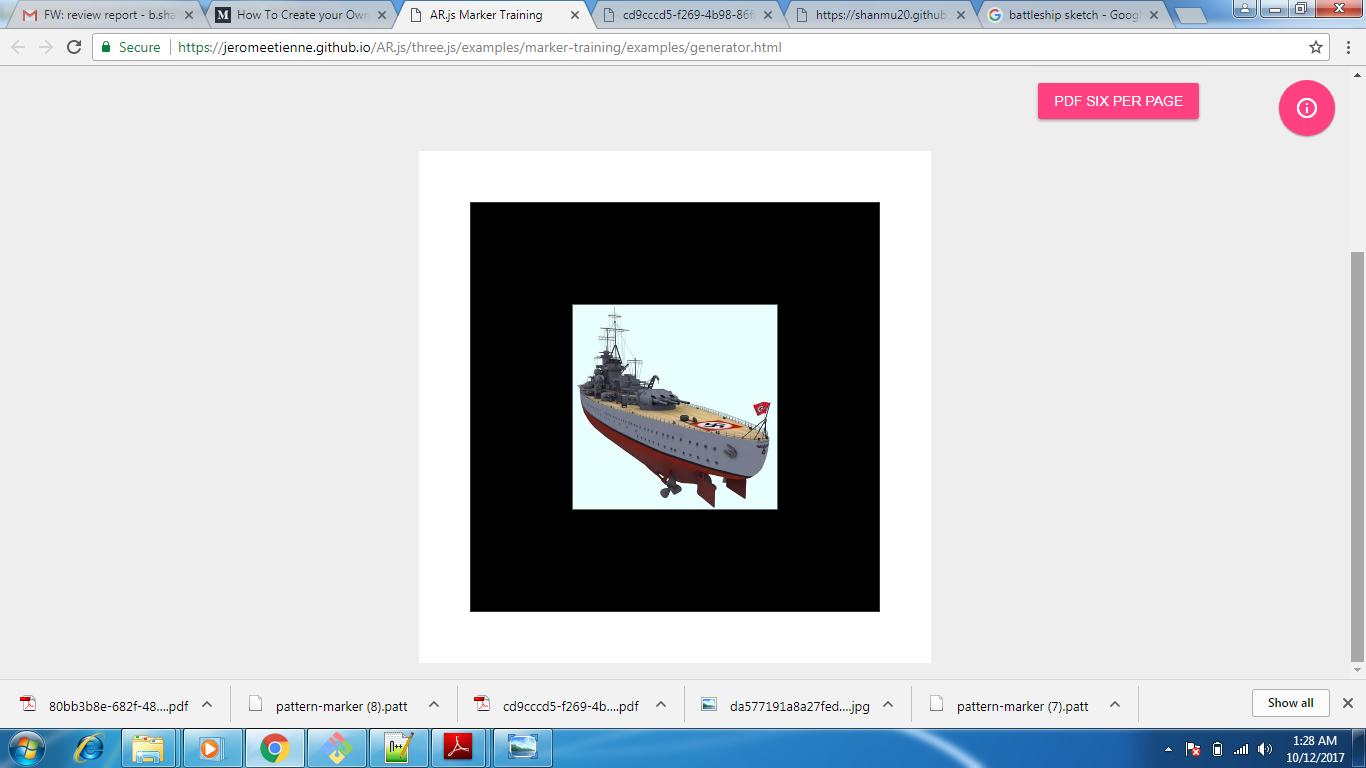 FW: review report - b.sha
How To Create your Own
AR.js Marker Training
cd9cccd5-f269-4b98-86f
https://shanmu20.github
battleship sketch - Goog
Secure
https://jeromeetienne.github.io/AR.js/three.js/examples/marker-training/examples/generator.html
PDF SIX PER PAGE
80bb3b8e-682f-48....pdf
pattern-marker (8).patt
cd9cccd5-f269-4b....pdf
da577191a8a27fed....jpg
pattern-marker (7).patt
Show all
1:28 AM
10/12/2017